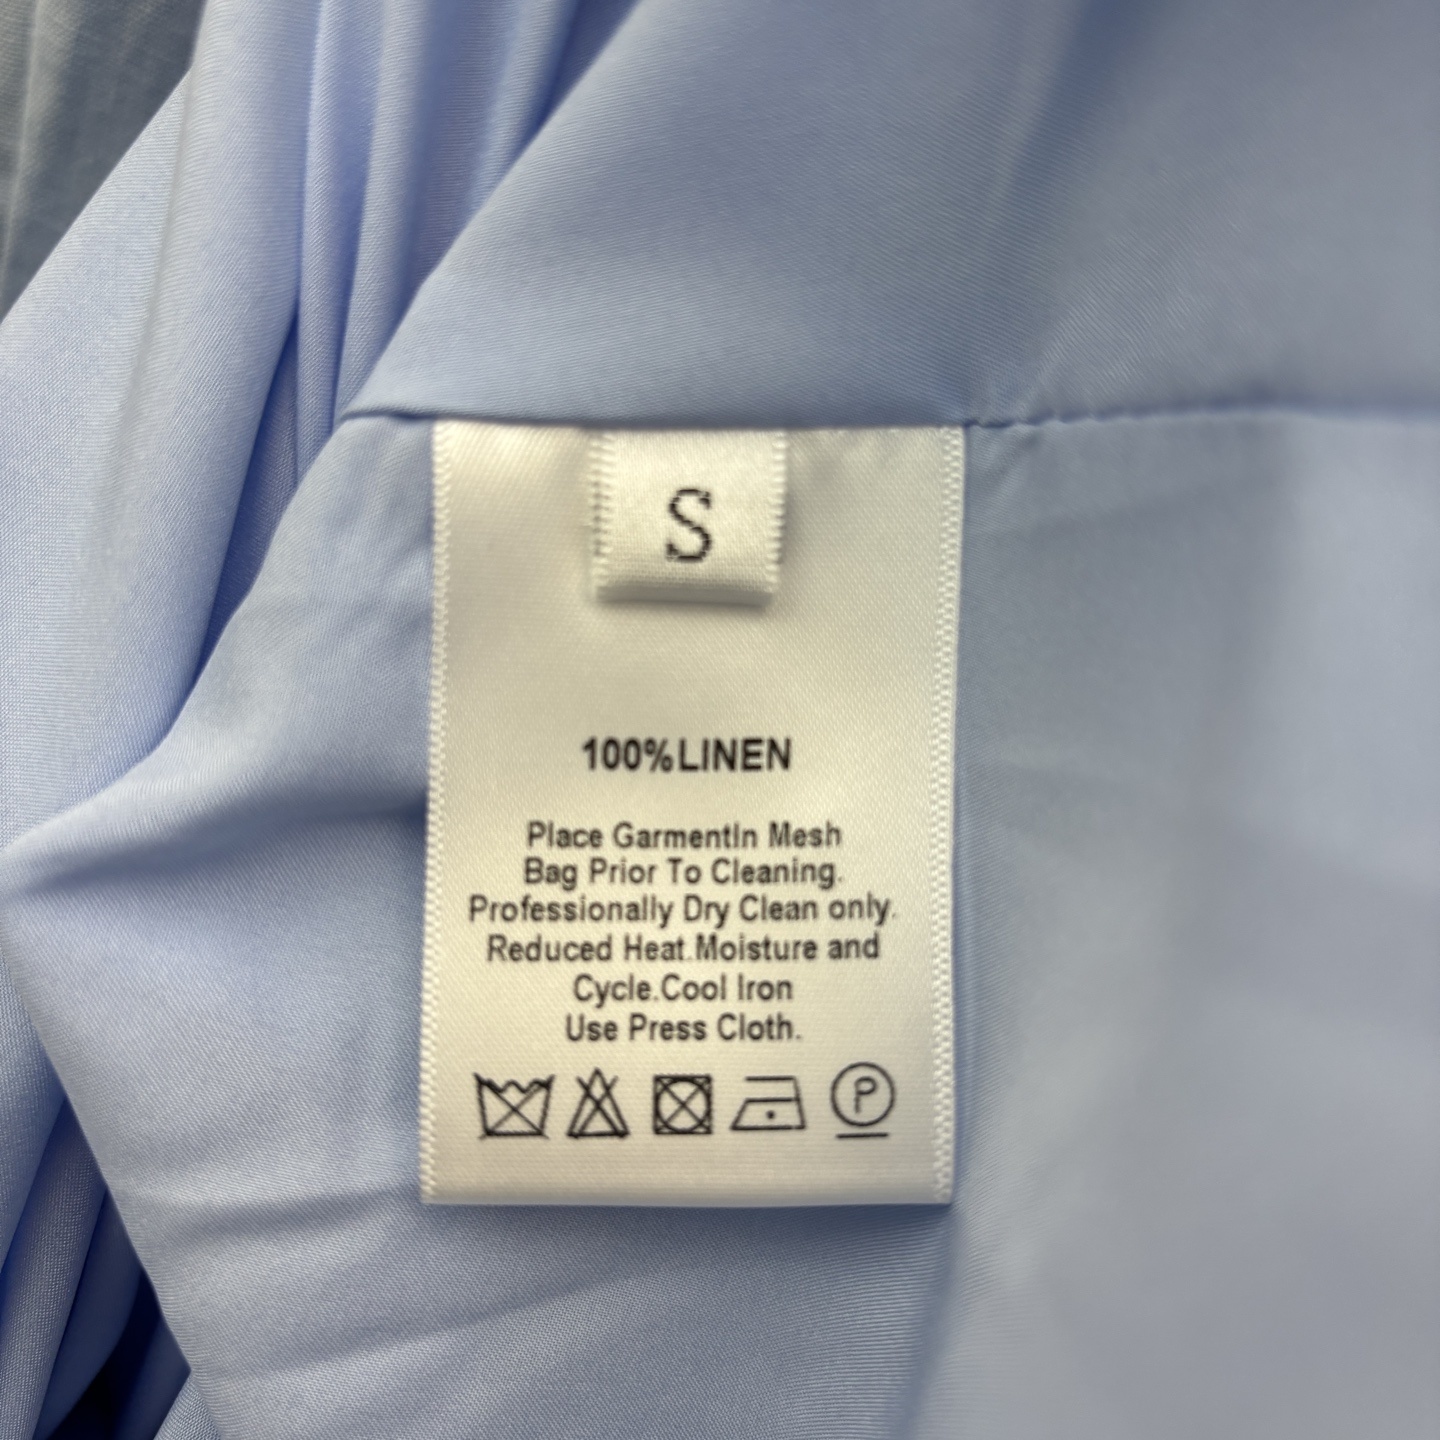 S
100%LINEN
Place GarmentIn Mesh
Bag Prior To Cleaning.
Professionally Dry Clean only.
Reduced Heat.Moisture and
Cycle.Cool Iron
Use Press Cloth.
P